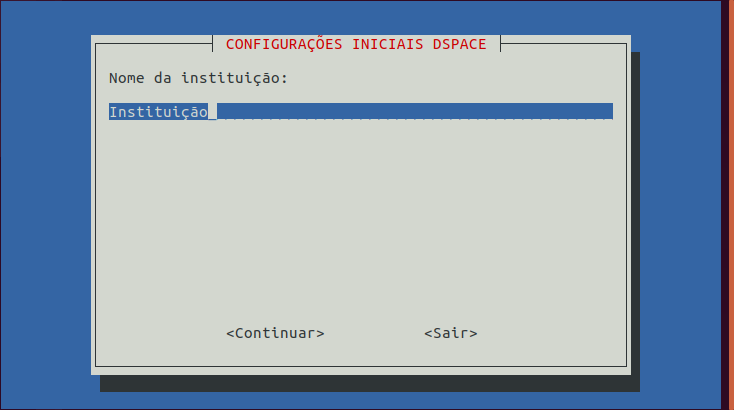 CONFIGURAÇÕES INICIAIS DSPACE
Nome da instituição:
Instituição
<Continuar> <Sair>